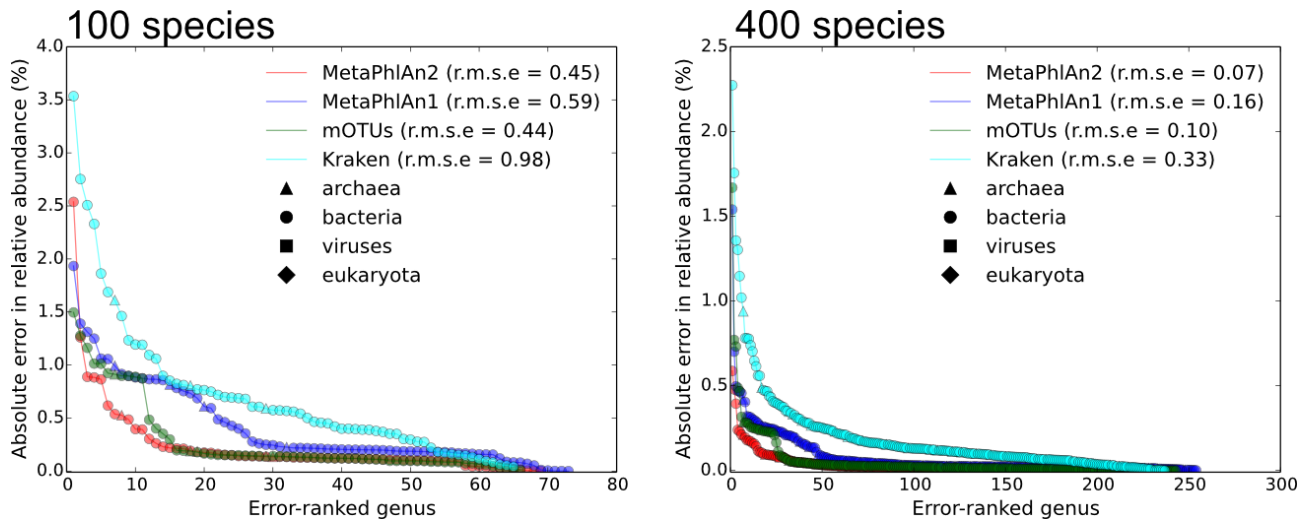 100 species
4.0
3.5
3.0
2.5
2.0
1.5
1.0
0.5
0.0
Absolute error in relative abundance (%)
MetaPhlAn2 (r.m.s.e = 0.45)
MetaPhlAn1 (r.m.s.e = 0.59)
mOTUs (r.m.s.e = 0.44)
Kraken (r.m.s.e = 0.98)
archaea
bacteria
viruses
eukaryota
0 10 20 30 40 50 60 70 80
Error-ranked genus
400 species
2.5
2.0
1.5
1.0
0.5
0.0
Absolute error in relative abundance (%)
MetaPhlAn2 (r.m.s.e = 0.07)
MetaPhlAn1 (r.m.s.e = 0.16)
mOTUs (r.m.s.e = 0.10)
Kraken (r.m.s.e = 0.33)
archaea
bacteria
viruses
eukaryota
0 50 100 150 200 250 300
Error-ranked genus